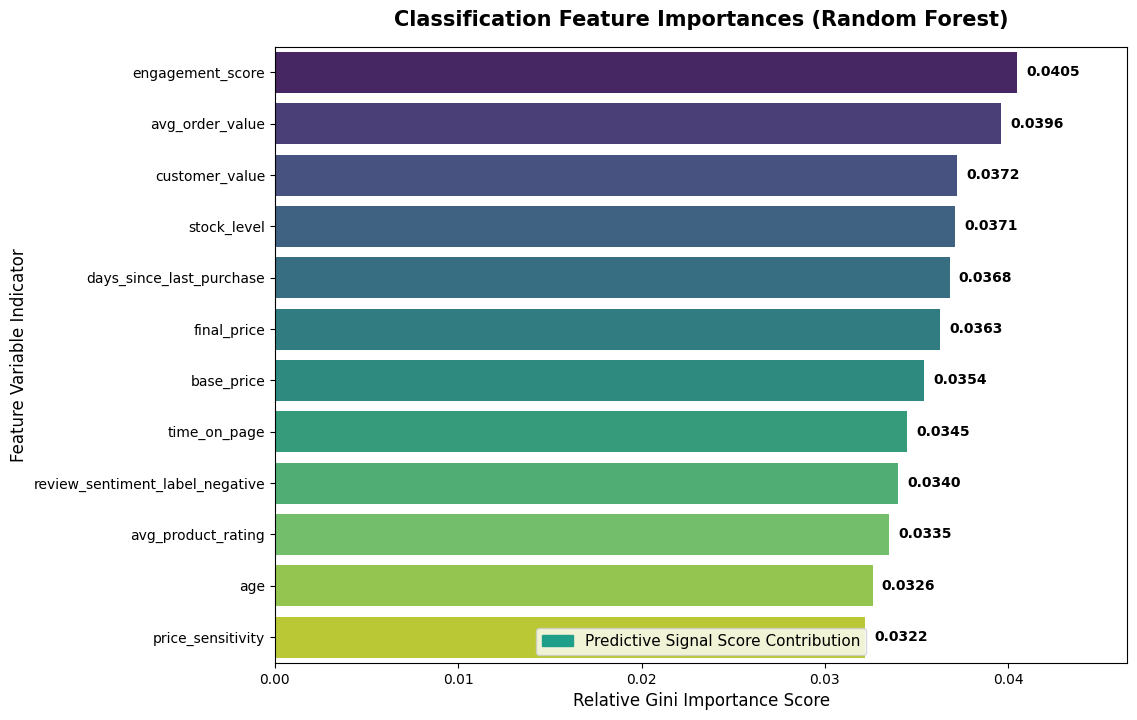 Classification Feature Importances (Random Forest)
Feature Variable Indicator
engagement_score 0.0405
avg_order_value 0.0396
customer_value 0.0372
stock_level 0.0371
days_since_last_purchase 0.0368
final_price 0.0363
base_price 0.0354
time_on_page 0.0345
review_sentiment_label_negative 0.0340
avg_product_rating 0.0335
age 0.0326
price_sensitivity 0.0322
Predictive Signal Score Contribution
0.00 0.01 0.02 0.03 0.04
Relative Gini Importance Score